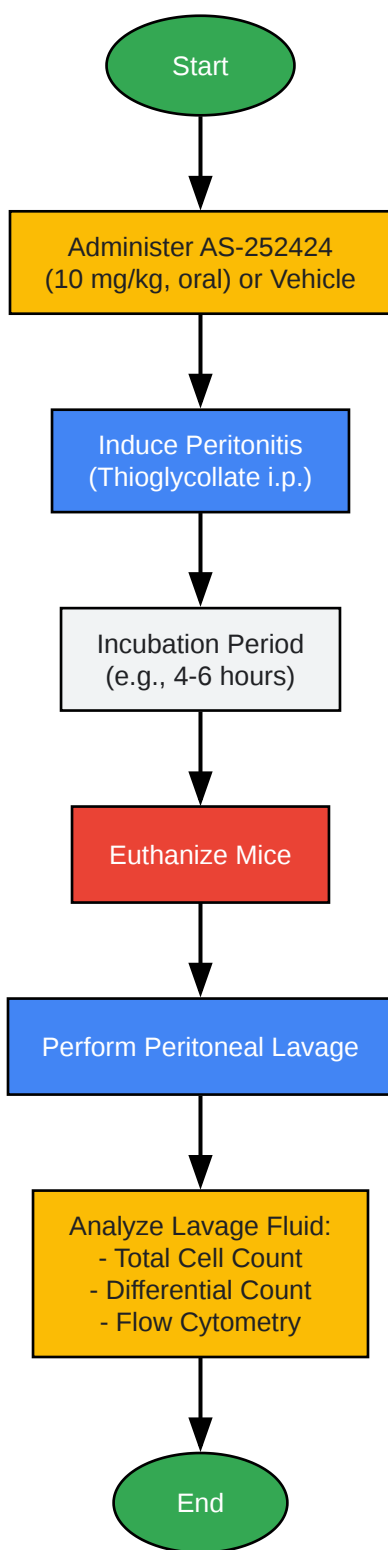 Start
Administer AS-252424
(10 mg/kg, oral) or Vehicle
Induce Peritonitis
(Thioglycollate i.p.)
Incubation Period
(e.g., 4-6 hours)
Euthanize Mice
Perform Peritoneal Lavage
Analyze Lavage Fluid:
- Total Cell Count
- Differential Count
- Flow Cytometry
End